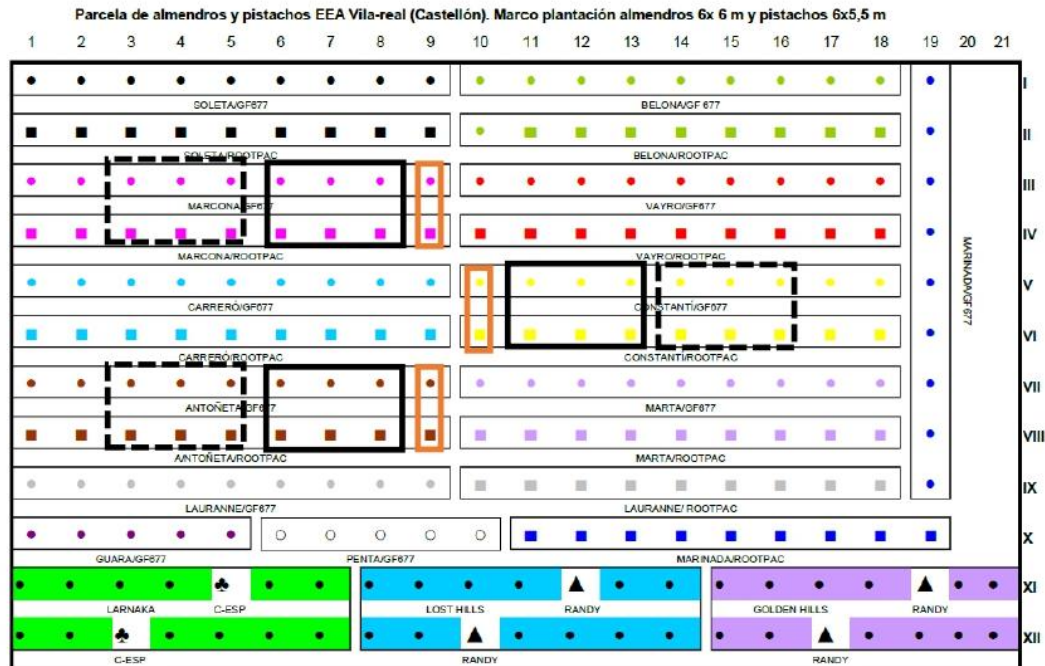 Parcela de almendros y pistachos EEA Vila-real (Castellón). Marco plantación almendros 6x 6 m y pistachos 6x5,5 m
1 2 3 4 5 6 7 8 9 10 11 12 13 14 15 16 17 18 19 20 21
I
SOLETA/GF677 BELONA/GF 677
II
SOLETA/ROOTPAC BELONA/ROOTPAC
III
MARCONA/GF677 VAYRO/GF677
IV
MARCONA/ROOTPAC VAYRO/ROOTPAC
MARINADA/GF677
V
CARRERÓ/GF677 CONSTANTÍ/GF677
VI
CARRERÓ/ROOTPAC CONSTANTÍ/ROOTPAC
VII
ANTOÑETA/GF677 MARTA/GF677
VIII
ANTOÑETA/ROOTPAC MARTA/ROOTPAC
IX
LAURANNE/GF677 LAURANNE/ ROOTPAC
X
GUARA/GF677 PENTA/GF677 MARINADA/ROOTPAC
XI
LARNAKA C-ESP LOST HILLS RANDY GOLDEN HILLS RANDY
XII
C-ESP RANDY RANDY